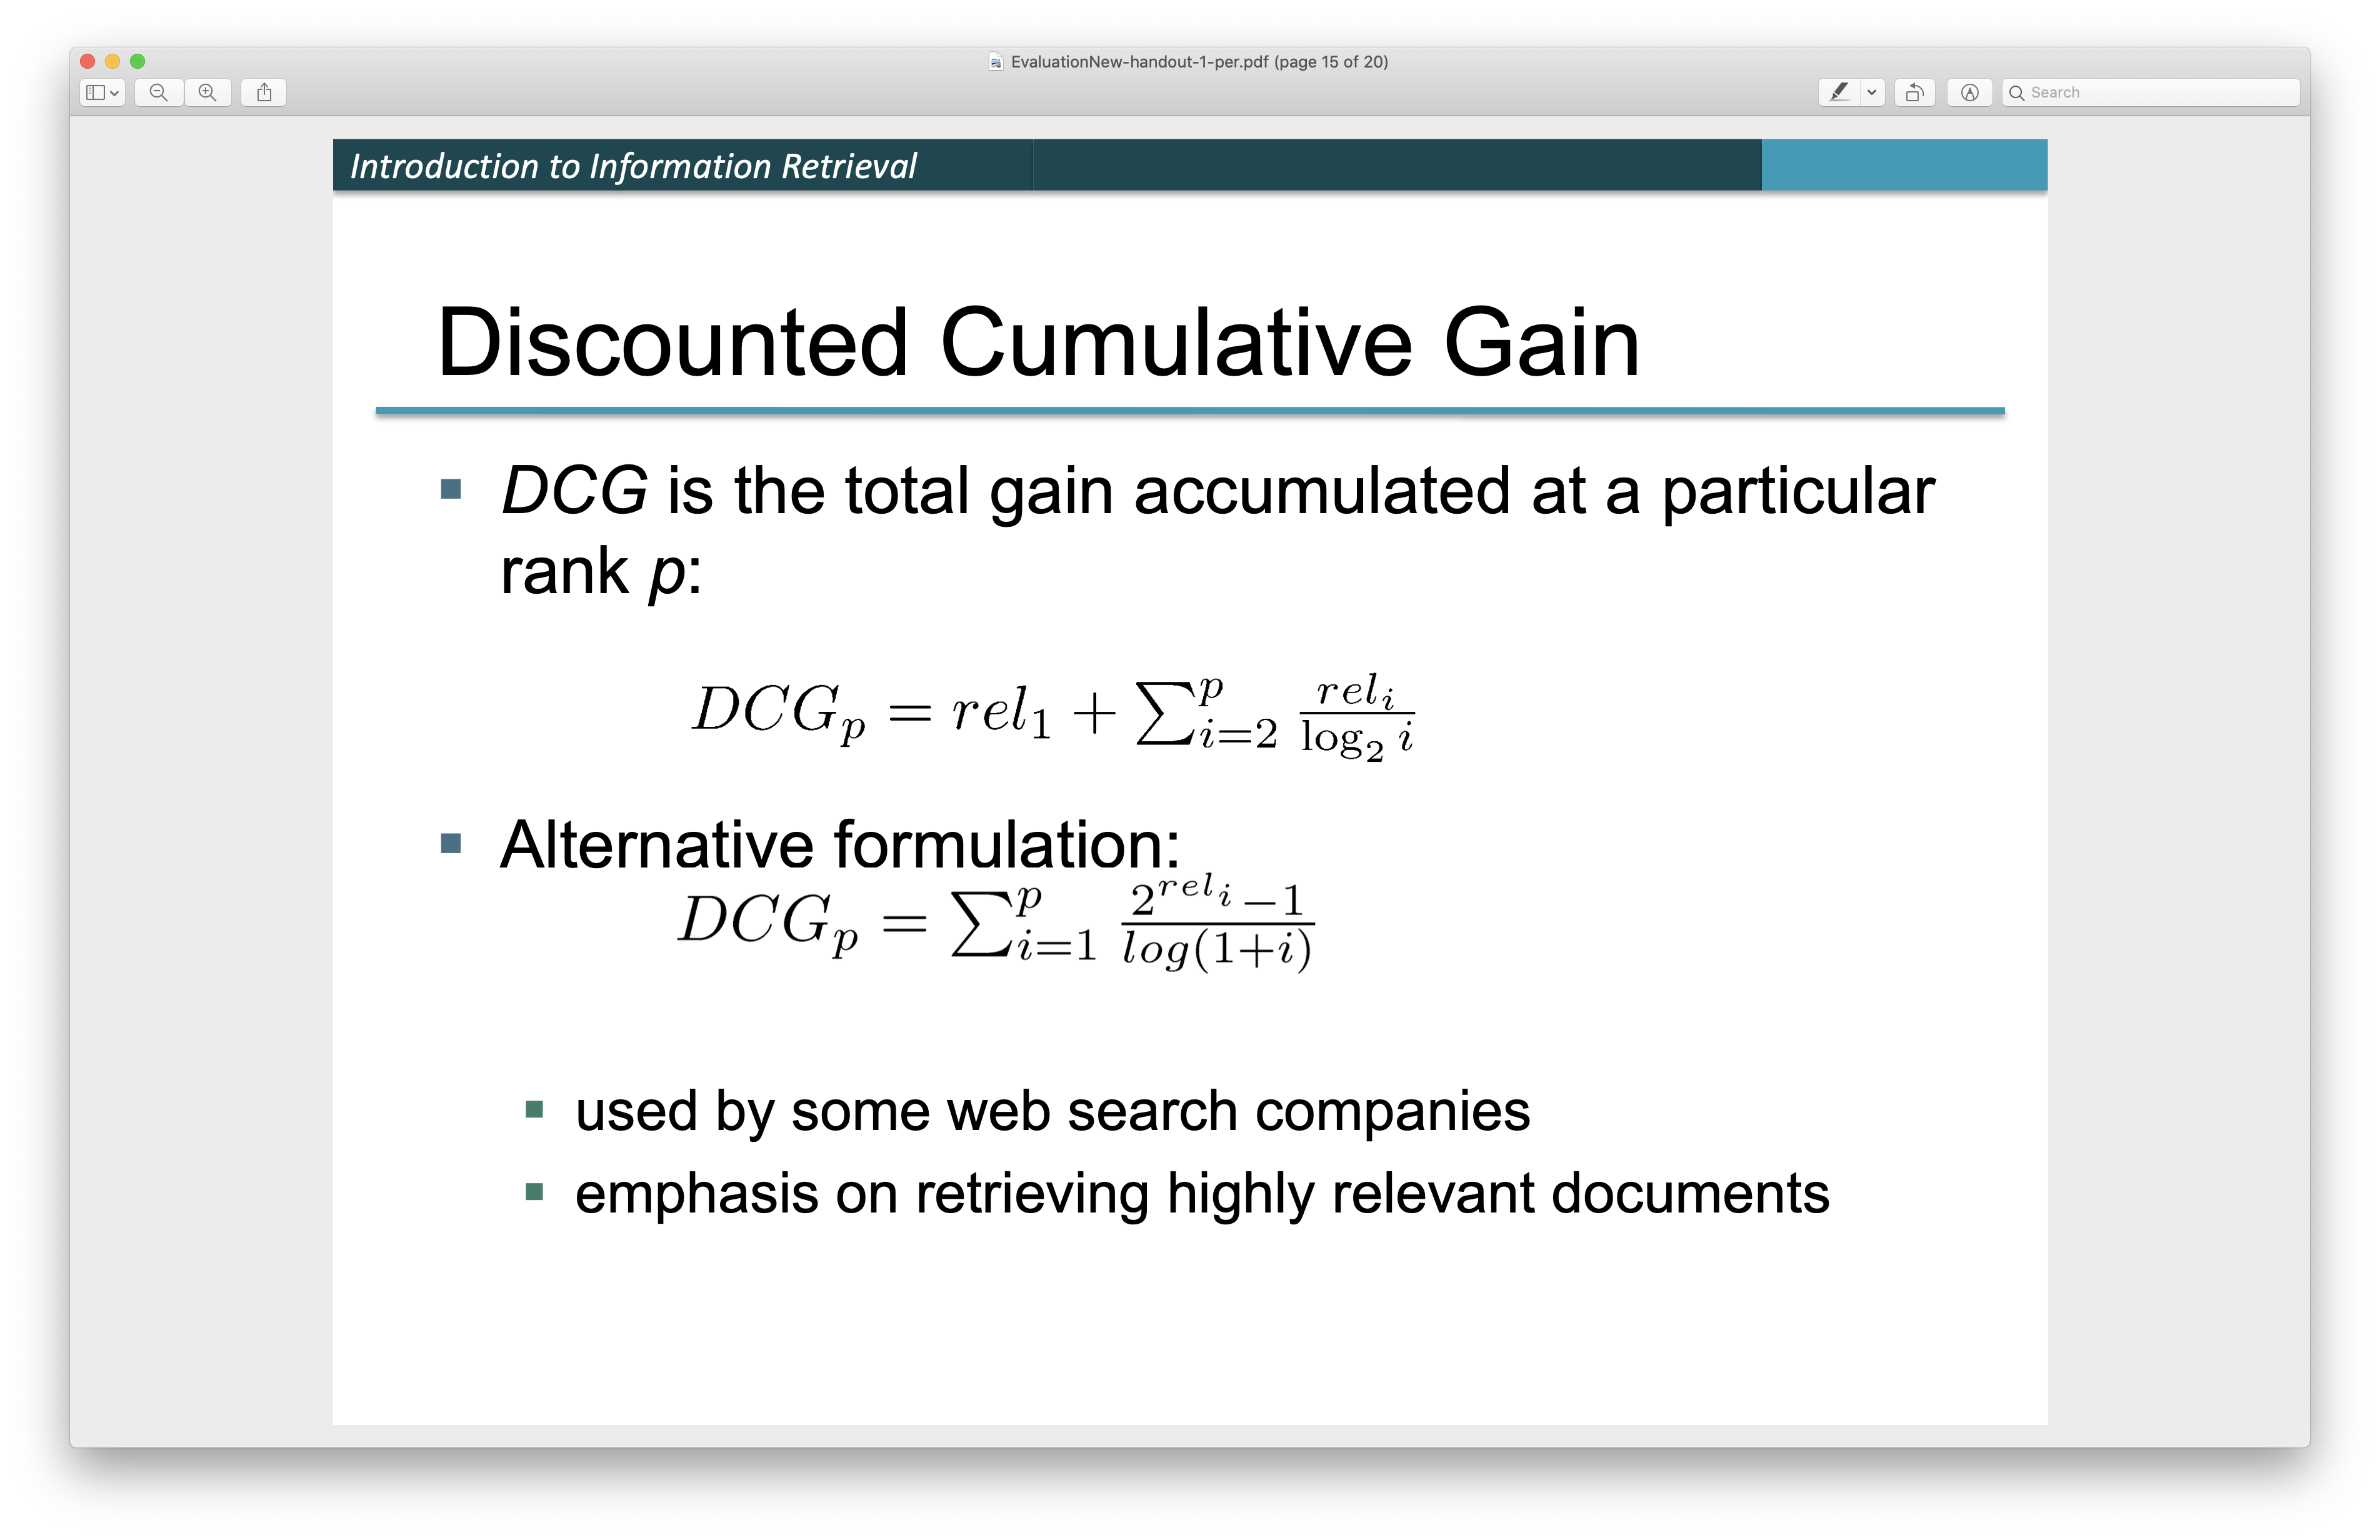 EvaluationNew-handout-1-per.pdf (page 15 of 20)
Search
Introduction to Information Retrieval
Discounted Cumulative Gain
▪ DCG is the total gain accumulated at a particular
rank p:
$DCG_p = rel_1 + \sum_{i=2}^{p} \frac{rel_i}{\log_2 i}$
▪ Alternative formulation:
$DCG_p = \sum_{i=1}^{p} \frac{2^{rel_i}-1}{log(1+i)}$
▪ used by some web search companies
▪ emphasis on retrieving highly relevant documents